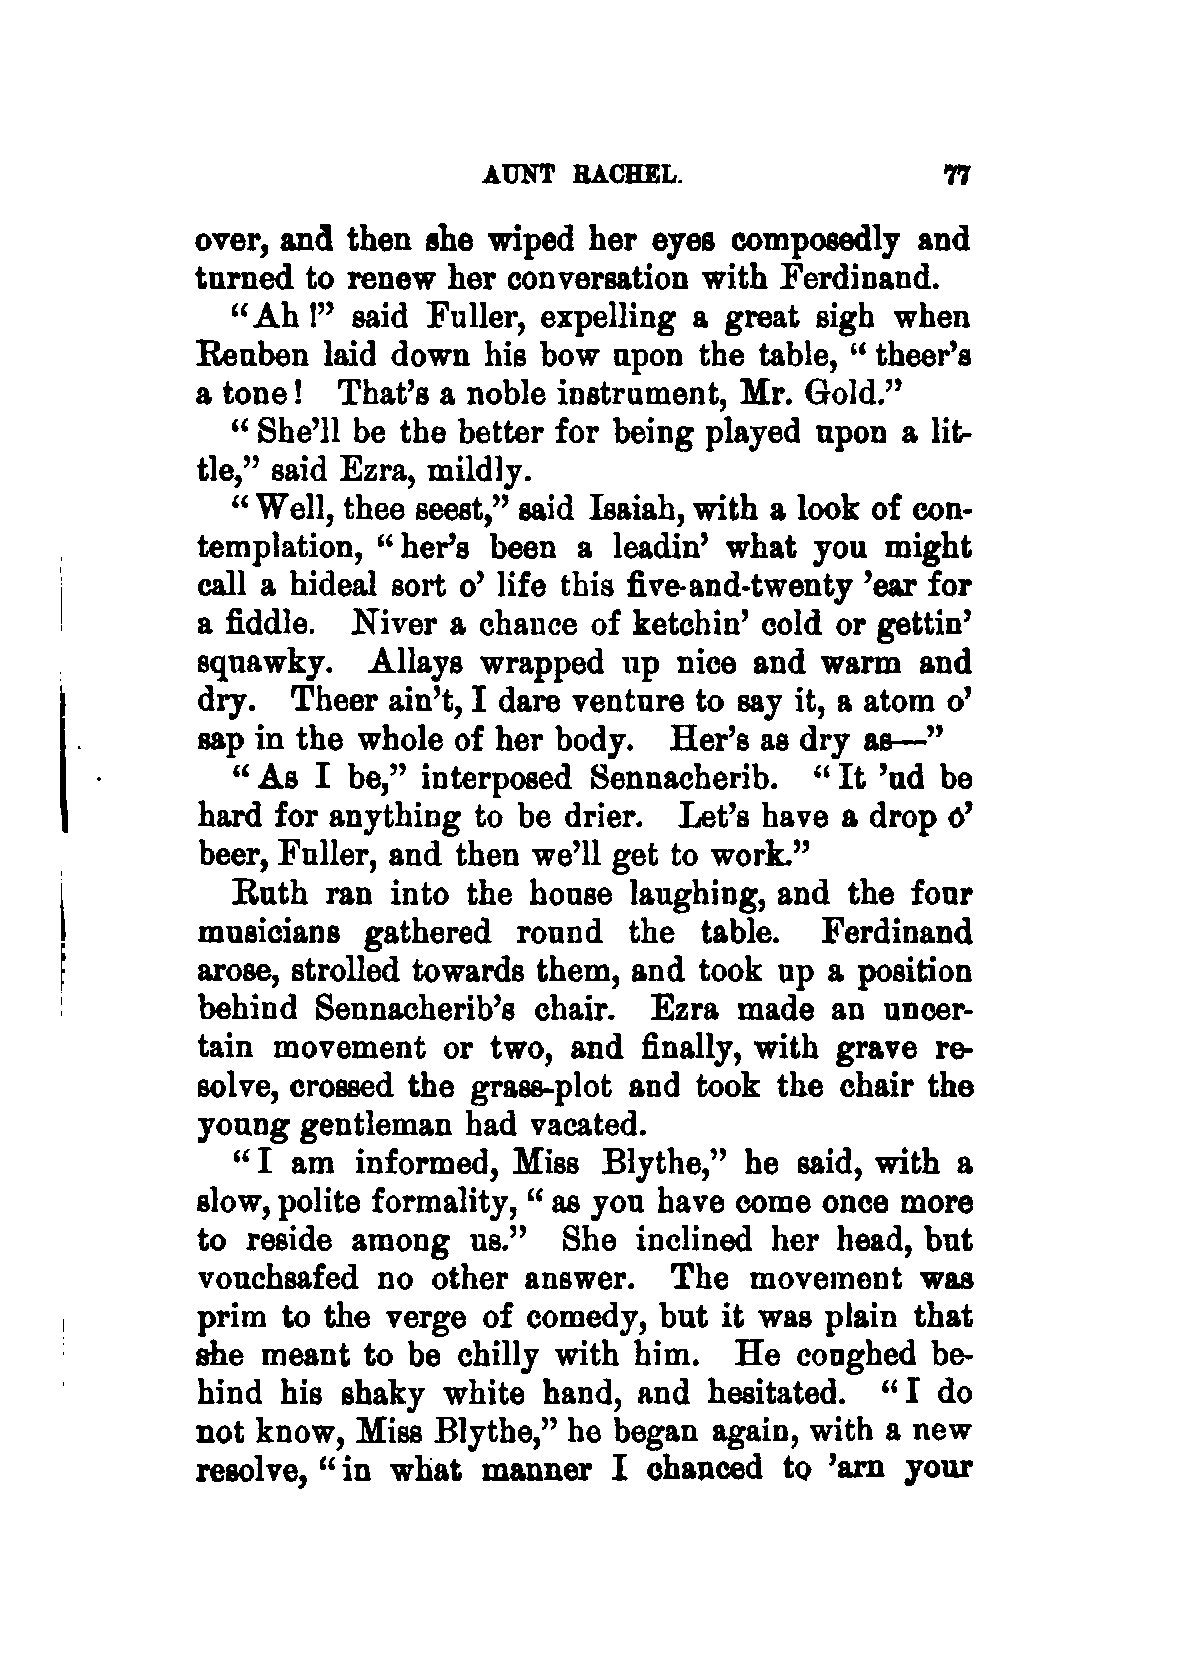 AUNT RACHEL. 77
over, and then she wiped her eyes composedly and
turned to renew her conversation with Ferdinand.
“Ah!” said Fuller, expelling a great sigh when
Reuben laid down his bow upon the table, “theer’s
a tone! That’s a noble instrument, Mr. Gold.”
“She’ll be the better for being played upon a lit-
tle,” said Ezra, mildly.
“Well, thee seest,” said Isaiah, with a look of con-
templation, “her’s been a leadin’ what you might
call a hideal sort o’ life this five-and-twenty ’ear for
a fiddle. Niver a chance of ketchin’ cold or gettin’
squawky. Allays wrapped up nice and warm and
dry. Theer ain’t, I dare venture to say it, a atom o’
sap in the whole of her body. Her’s as dry as—”
“As I be,” interposed Sennacherib. “It ’ud be
hard for anything to be drier. Let’s have a drop o’
beer, Fuller, and then we’ll get to work.”
Ruth ran into the house laughing, and the four
musicians gathered round the table. Ferdinand
arose, strolled towards them, and took up a position
behind Sennacherib’s chair. Ezra made an uncer-
tain movement or two, and finally, with grave re-
solve, crossed the grass-plot and took the chair the
young gentleman had vacated.
“I am informed, Miss Blythe,” he said, with a
slow, polite formality, “as you have come once more
to reside among us.” She inclined her head, but
vouchsafed no other answer. The movement was
prim to the verge of comedy, but it was plain that
she meant to be chilly with him. He coughed be-
hind his shaky white hand, and hesitated. “I do
not know, Miss Blythe,” he began again, with a new
resolve, “in what manner I chanced to ’arn your